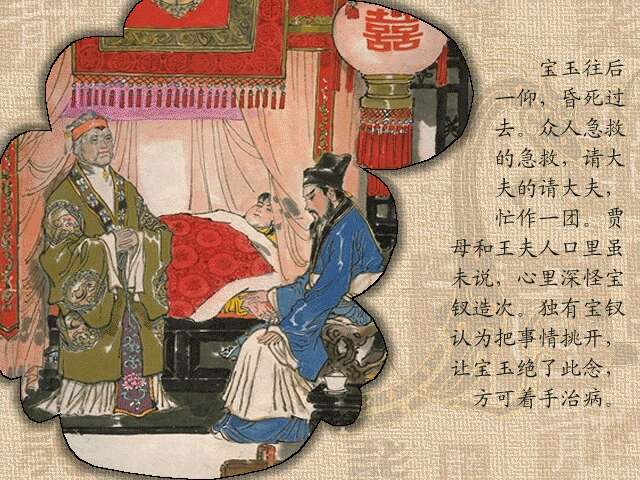 囍
宝玉往后
一仰，昏死过
去。众人急救
的急救，请大
夫的请大夫，
忙作一团。贾
母和王夫人口里虽
未说，心里深怪宝
钗造次。独有宝钗
认为把事情挑开，
让宝玉绝了此念，
方可着手治病。